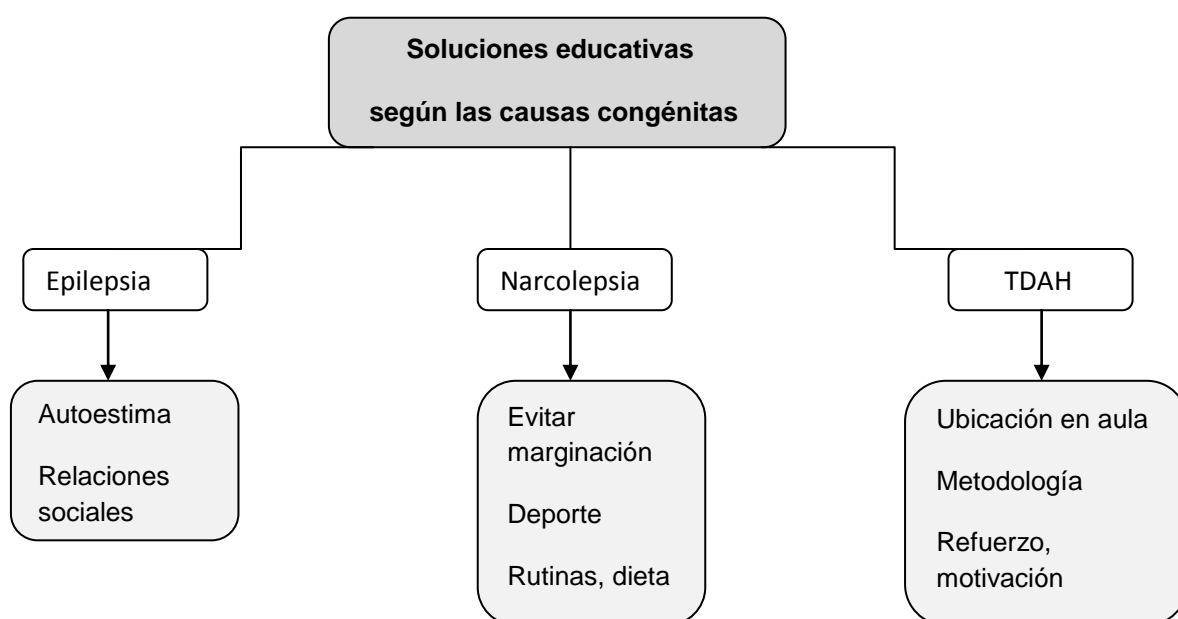 Soluciones educativas
según las causas congénitas
Epilepsia
Narcolepsia
TDAH
Autoestima
Relaciones
sociales
Evitar
marginación
Deporte
Rutinas, dieta
Ubicación en aula
Metodología
Refuerzo,
motivación